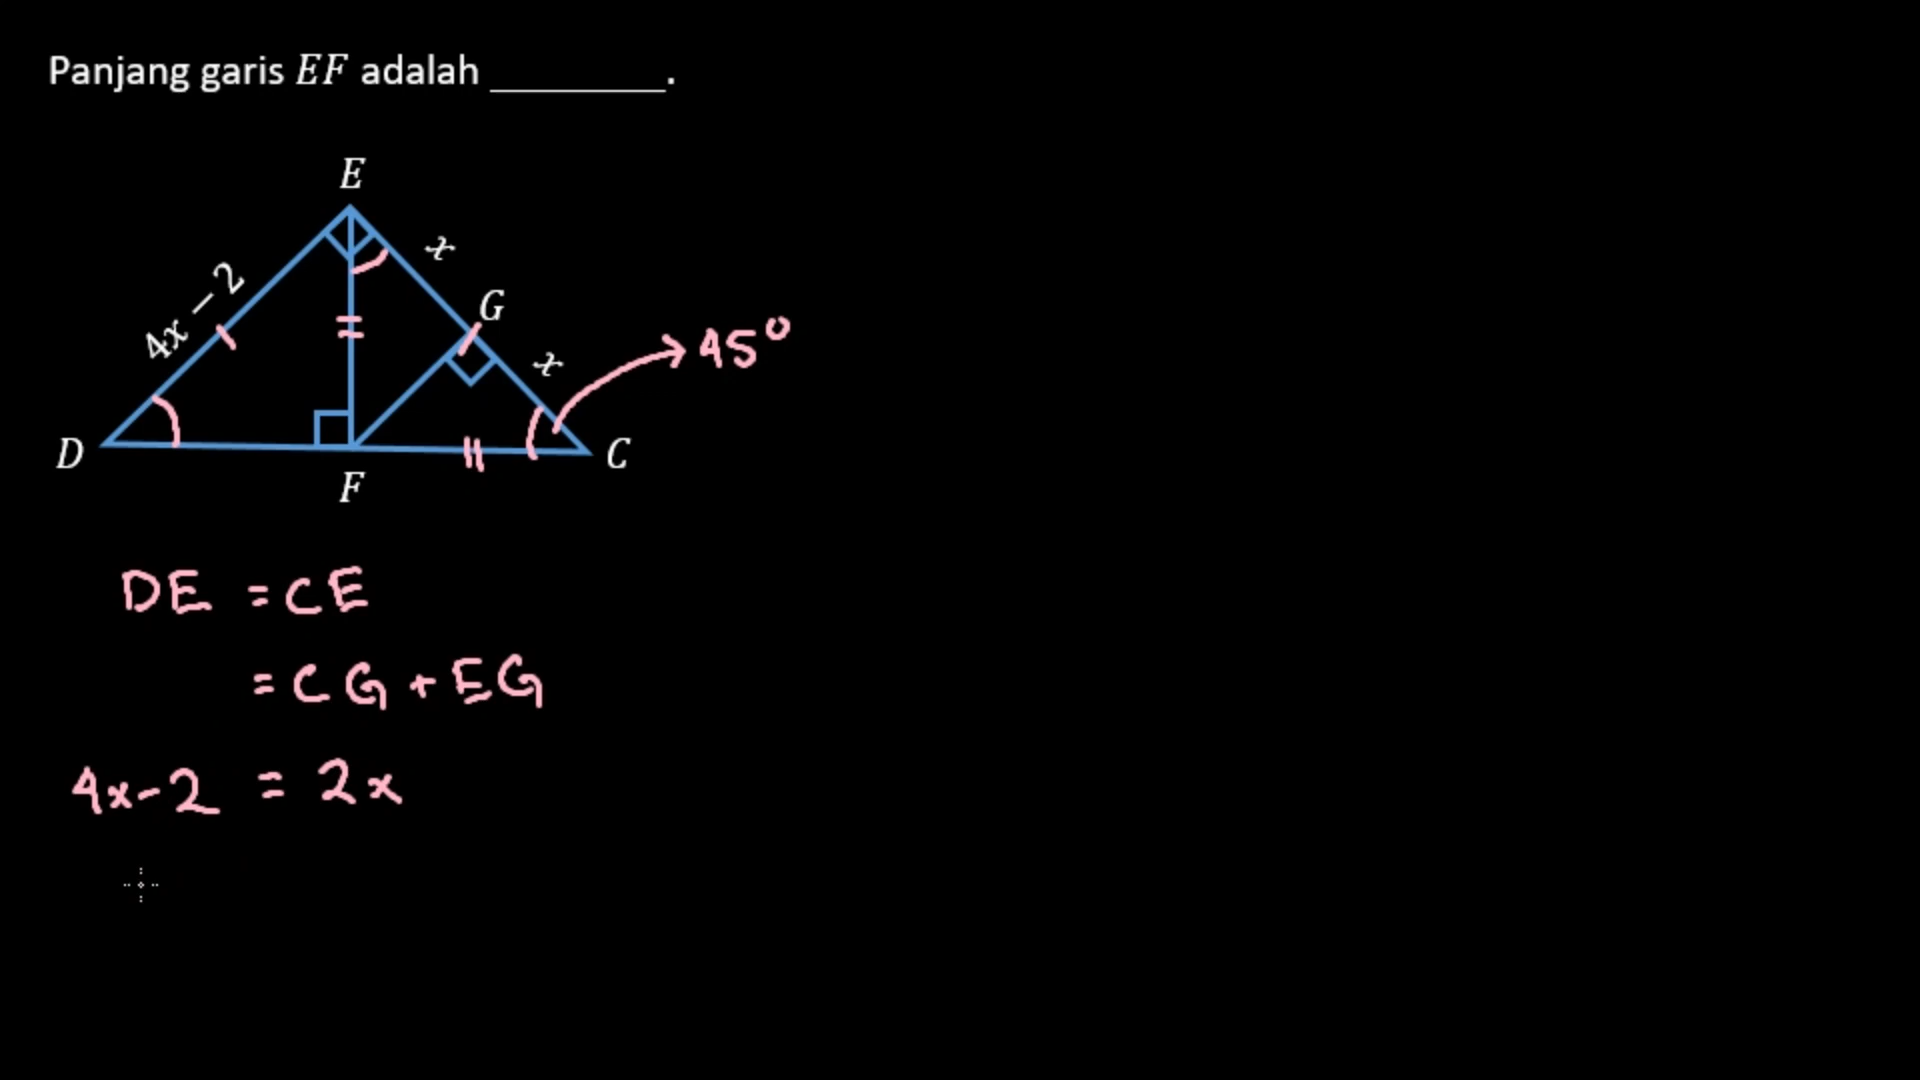 Panjang garis EF adalah ________.
E
x
4x − 2
G
x
45°
D
C
F
DE = CE
= CG + EG
4x-2 = 2x